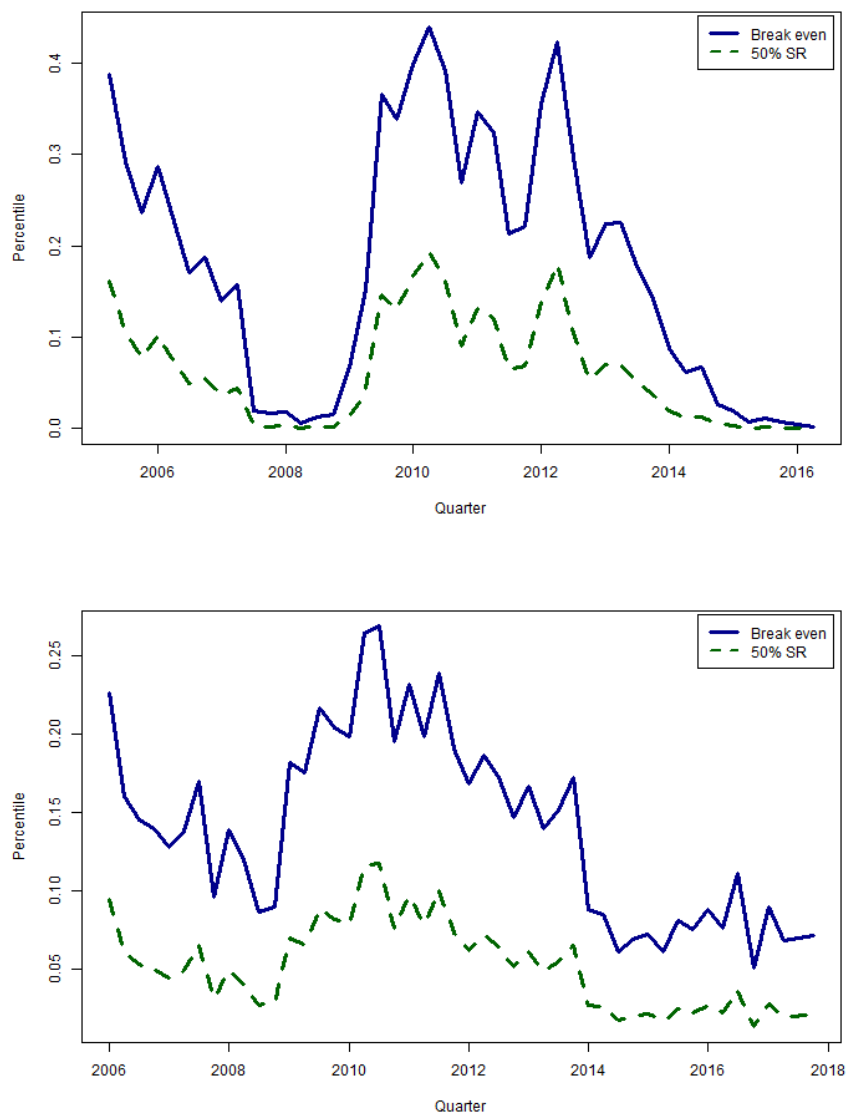 Break even
50% SR
0.4
0.3
0.2
0.1
0.0
Percentile
2006 2008 2010 2012 2014 2016
Quarter
Break even
50% SR
0.25
0.20
0.15
0.10
0.05
Percentile
2006 2008 2010 2012 2014 2016 2018
Quarter